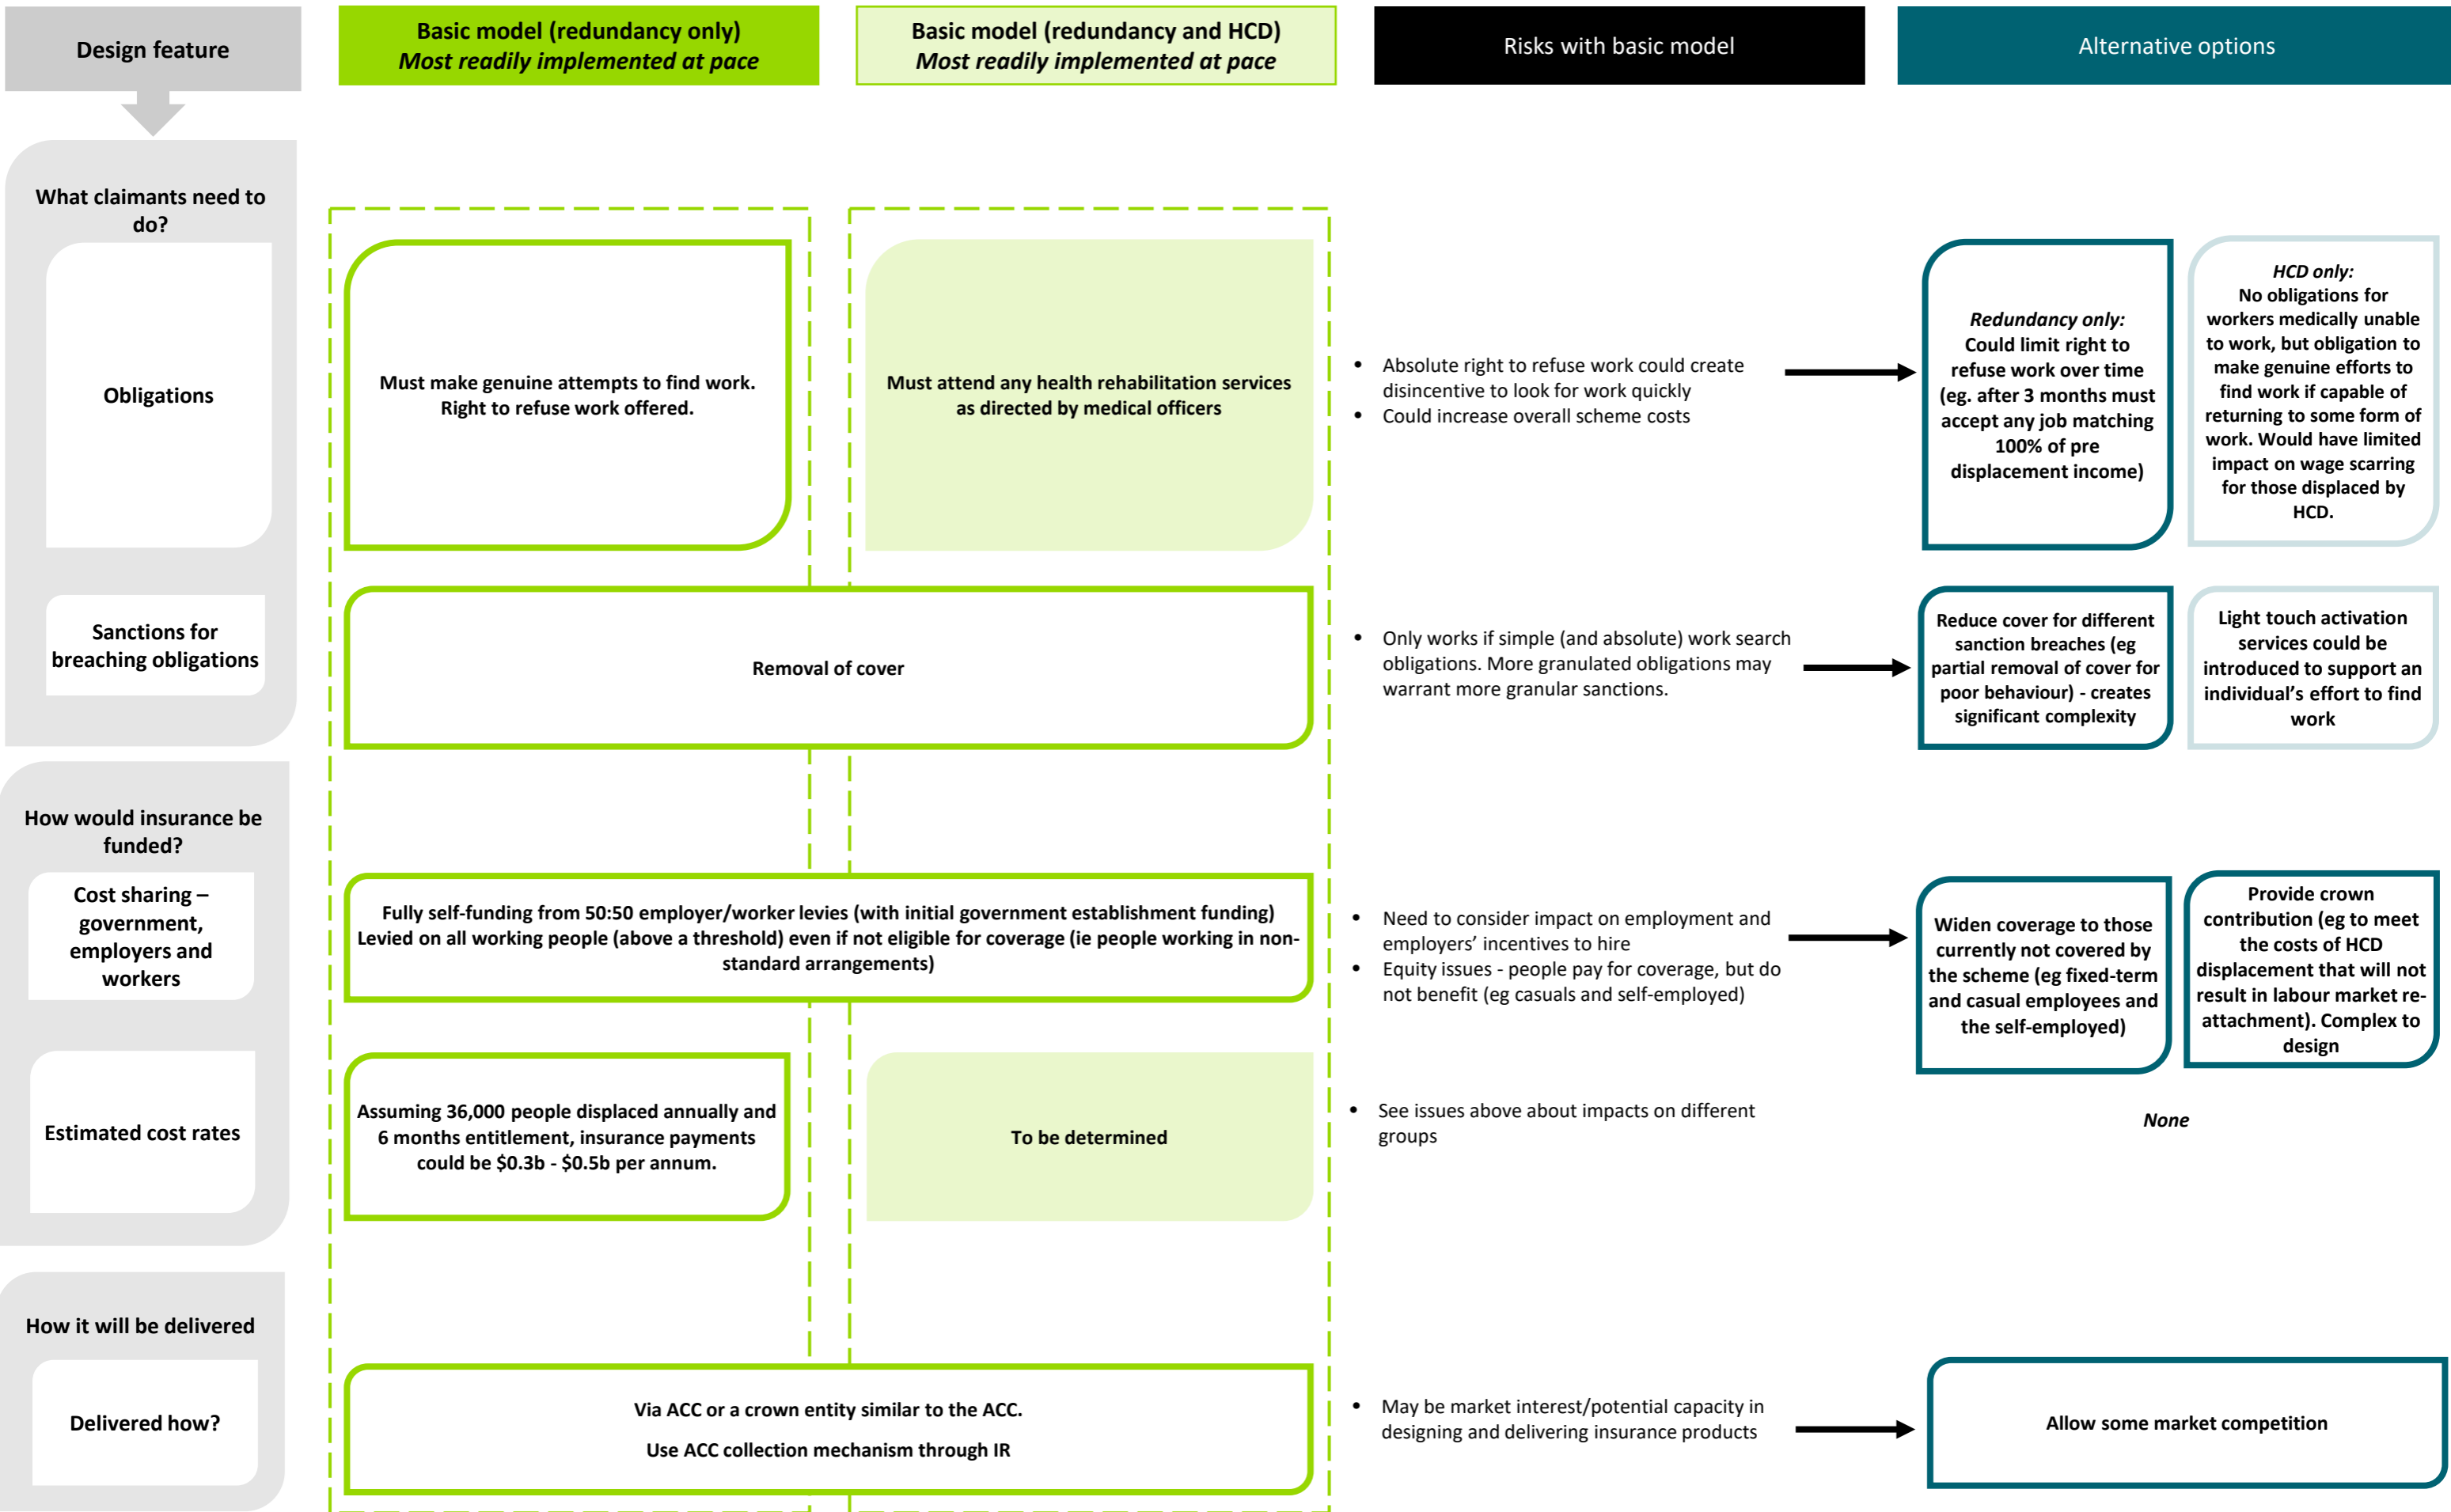 Design feature
Basic model (redundancy only)
Most readily implemented at pace
Basic model (redundancy and HCD)
Most readily implemented at pace
Risks with basic model
Alternative options
What claimants need to
do?
Obligations
Must make genuine attempts to find work.
Right to refuse work offered.
Must attend any health rehabilitation services
as directed by medical officers
• Absolute right to refuse work could create
disincentive to look for work quickly
• Could increase overall scheme costs
Redundancy only:
Could limit right to
refuse work over time
(eg. after 3 months must
accept any job matching
100% of pre
displacement income)
HCD only:
No obligations for
workers medically unable
to work, but obligation to
make genuine efforts to
find work if capable of
returning to some form of
work. Would have limited
impact on wage scarring
for those displaced by
HCD.
Sanctions for
breaching obligations
Removal of cover
• Only works if simple (and absolute) work search
obligations. More granulated obligations may
warrant more granular sanctions.
Reduce cover for different
sanction breaches (eg
partial removal of cover for
poor behaviour) - creates
significant complexity
Light touch activation
services could be
introduced to support an
individual's effort to find
work
How would insurance be
funded?
Cost sharing –
government,
employers and
workers
Fully self-funding from 50:50 employer/worker levies (with initial government establishment funding)
Levied on all working people (above a threshold) even if not eligible for coverage (ie people working in non-
standard arrangements)
• Need to consider impact on employment and
employers' incentives to hire
• Equity issues - people pay for coverage, but do
not benefit (eg casuals and self-employed)
Widen coverage to those
currently not covered by
the scheme (eg fixed-term
and casual employees and
the self-employed)
Provide crown
contribution (eg to meet
the costs of HCD
displacement that will not
result in labour market re-
attachment). Complex to
design
Estimated cost rates
Assuming 36,000 people displaced annually and
6 months entitlement, insurance payments
could be $0.3b - $0.5b per annum.
To be determined
• See issues above about impacts on different
groups
None
How it will be delivered
Delivered how?
Via ACC or a crown entity similar to the ACC.
Use ACC collection mechanism through IR
• May be market interest/potential capacity in
designing and delivering insurance products
Allow some market competition